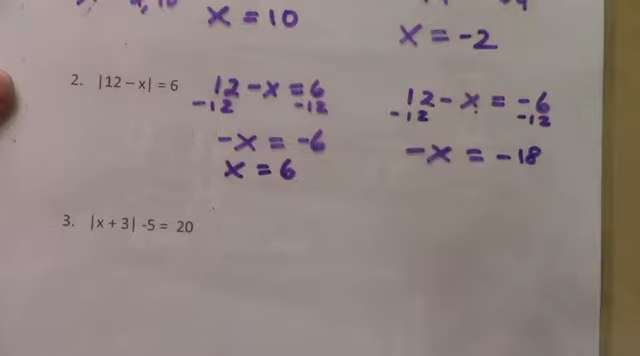 x = 10
x = -2
2. |12 – x| = 6
12 - x = 6
-12 -12
-x = -6
x = 6
12 - x = -6
-12 -12
-x = -18
3. |x + 3| -5 = 20